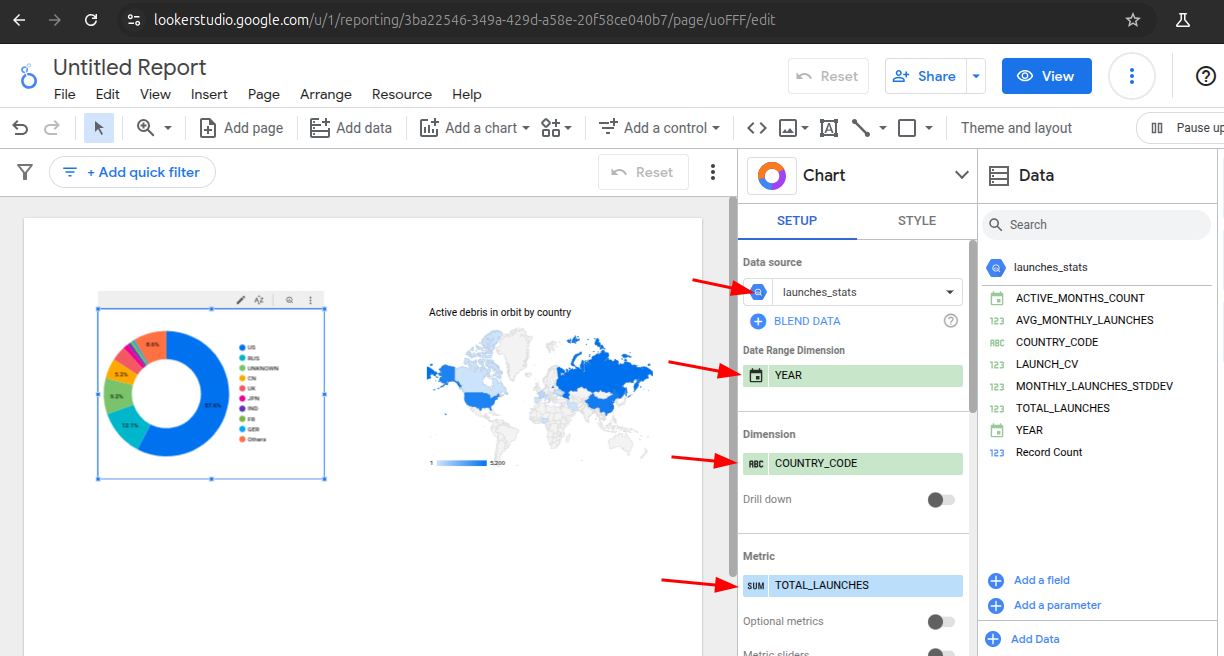 lookerstudio.google.com/u/1/reporting/3ba22546-349a-429d-a58e-20f58ce040b7/page/uoFFF/edit
Untitled Report
File Edit View Insert Page Arrange Resource Help
Reset
Share
View
Add page
Add data
Add a chart
Add a control
Theme and layout
Pause up
+ Add quick filter
Reset
57.6%
12.1%
9.2%
5.2%
8.6%
US
RUS
UNKNOWN
CN
UK
JPN
IND
FR
GER
Others
Active debris in orbit by country
1 5,200
Chart
SETUP STYLE
Data source
launches_stats
BLEND DATA
Date Range Dimension
YEAR
Dimension
ABC COUNTRY_CODE
Drill down
Metric
SUM TOTAL_LAUNCHES
Optional metrics
Metric sliders
Data
Search
launches_stats
ACTIVE_MONTHS_COUNT
123 AVG_MONTHLY_LAUNCHES
ABC COUNTRY_CODE
123 LAUNCH_CV
123 MONTHLY_LAUNCHES_STDDEV
123 TOTAL_LAUNCHES
YEAR
123 Record Count
Add a field
Add a parameter
Add Data